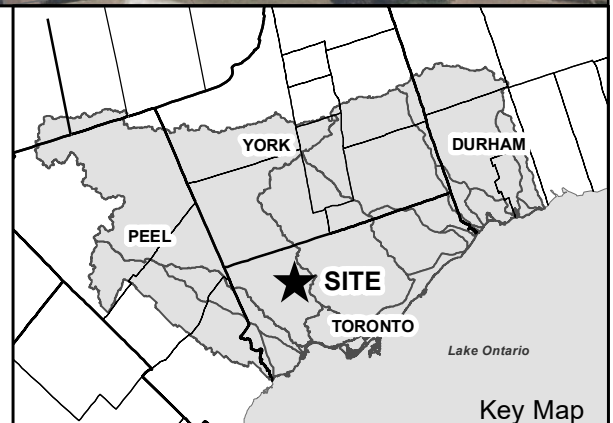 YORK
DURHAM
PEEL
SITE
TORONTO
Lake Ontario
Key Map